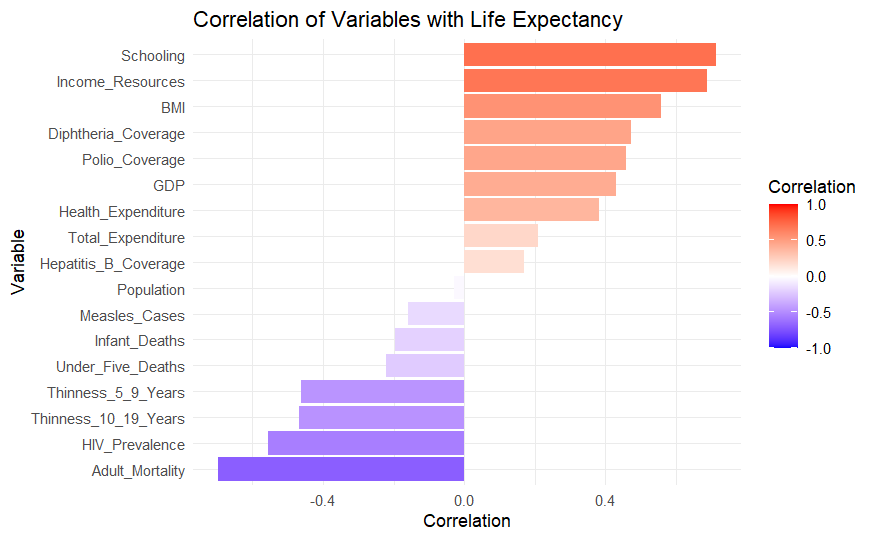 Correlation of Variables with Life Expectancy
Variable
Schooling
Income_Resources
BMI
Diphtheria_Coverage
Polio_Coverage
GDP
Health_Expenditure
Total_Expenditure
Hepatitis_B_Coverage
Population
Measles_Cases
Infant_Deaths
Under_Five_Deaths
Thinness_5_9_Years
Thinness_10_19_Years
HIV_Prevalence
Adult_Mortality
-0.4 0.0 0.4
Correlation
Correlation
1.0
0.5
0.0
-0.5
-1.0